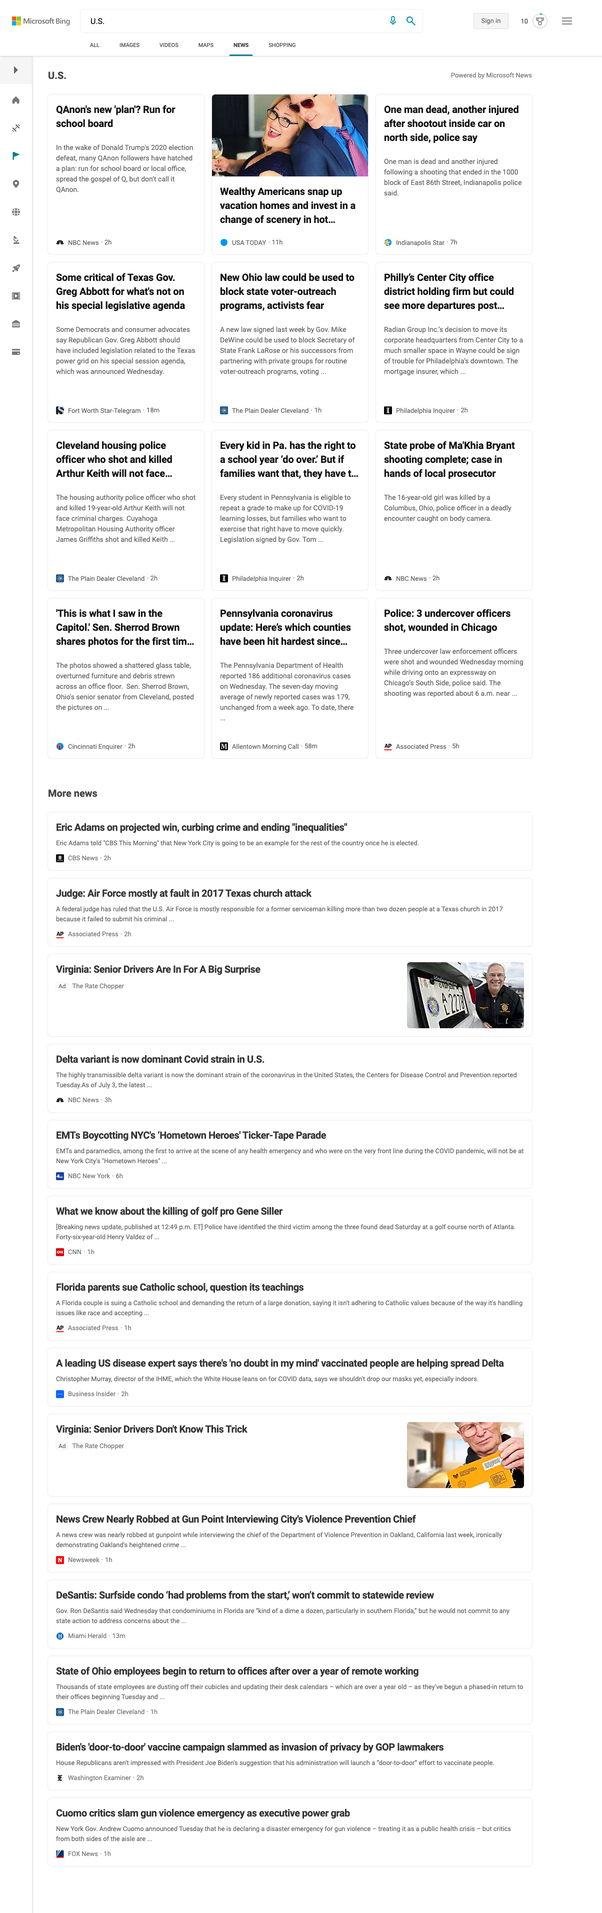 Microsoft Bing
U.S.
Sign in
10
ALL IMAGES VIDEOS MAPS NEWS SHOPPING
U.S.
Powered by Microsoft News
QAnon's new 'plan'? Run for
school board
In the wake of Donald Trump's 2020 election
defeat, many QAnon followers have hatched
a plan: run for school board or local office,
spread the gospel of Q, but don't call it
QAnon.
NBC News · 2h
Wealthy Americans snap up
vacation homes and invest in a
change of scenery in hot...
USA TODAY · 11h
One man dead, another injured
after shootout inside car on
north side, police say
One man is dead and another injured
following a shooting that ended in the 1000
block of East 86th Street, Indianapolis police
said.
Indianapolis Star · 7h
Some critical of Texas Gov.
Greg Abbott for what's not on
his special legislative agenda
Some Democrats and consumer advocates
say Republican Gov. Greg Abbott should
have included legislation related to the Texas
power grid on his special session agenda,
which was announced Wednesday.
Fort Worth Star-Telegram · 18m
New Ohio law could be used to
block state voter-outreach
programs, activists fear
A new law signed last week by Gov. Mike
DeWine could be used to block Secretary of
State Frank LaRose or his successors from
partnering with private groups for routine
voter-outreach programs, voting ...
The Plain Dealer Cleveland · 1h
Philly's Center City office
district holding firm but could
see more departures post...
Radian Group Inc.'s decision to move its
corporate headquarters from Center City to a
much smaller space in Wayne could be sign
of trouble for Philadelphia's downtown. The
mortgage insurer, which ...
Philadelphia Inquirer · 2h
Cleveland housing police
officer who shot and killed
Arthur Keith will not face...
The housing authority police officer who shot
and killed 19-year-old Arthur Keith will not
face criminal charges. Cuyahoga
Metropolitan Housing Authority officer
James Griffiths shot and killed Keith ...
The Plain Dealer Cleveland · 2h
Every kid in Pa. has the right to
a school year 'do over.' But if
families want that, they have t...
Every student in Pennsylvania is eligible to
repeat a grade to make up for COVID-19
learning losses, but families who want to
exercise that right have to move quickly.
Legislation signed by Gov. Tom ...
Philadelphia Inquirer · 2h
State probe of Ma'Khia Bryant
shooting complete; case in
hands of local prosecutor
The 16-year-old girl was killed by a
Columbus, Ohio, police officer in a deadly
encounter caught on body camera.
NBC News · 2h
'This is what I saw in the
Capitol.' Sen. Sherrod Brown
shares photos for the first tim...
The photos showed a shattered glass table,
overturned furniture and debris strewn
across an office floor. Sen. Sherrod Brown,
Ohio's senior senator from Cleveland, posted
the pictures on ...
Cincinnati Enquirer · 2h
Pennsylvania coronavirus
update: Here's which counties
have been hit hardest since...
The Pennsylvania Department of Health
reported 186 additional coronavirus cases
on Wednesday. The seven-day moving
average of newly reported cases was 179,
unchanged from a week ago. To date, there
...
Allentown Morning Call · 58m
Police: 3 undercover officers
shot, wounded in Chicago
Three undercover law enforcement officers
were shot and wounded Wednesday morning
while driving onto an expressway on
Chicago's South Side, police said. The
shooting was reported about 6 a.m. near ...
AP Associated Press · 5h
More news
Eric Adams on projected win, curbing crime and ending "inequalities"
Eric Adams told "CBS This Morning" that New York City is going to be an example for the rest of the country once he is elected.
CBS News · 2h
Judge: Air Force mostly at fault in 2017 Texas church attack
A federal judge has ruled that the U.S. Air Force is mostly responsible for a former serviceman killing more than two dozen people at a Texas church in 2017
because it failed to submit his criminal ...
AP Associated Press · 2h
Virginia: Senior Drivers Are In For A Big Surprise
Ad The Rate Chopper
Delta variant is now dominant Covid strain in U.S.
The highly transmissible delta variant is now the dominant strain of the coronavirus in the United States, the Centers for Disease Control and Prevention reported
Tuesday.As of July 3, the latest ...
NBC News · 3h
EMTs Boycotting NYC's 'Hometown Heroes' Ticker-Tape Parade
EMTs and paramedics, among the first to arrive at the scene of any health emergency and who were on the very front line during the COVID pandemic, will not be at
New York City's "Hometown Heroes" ...
NBC New York · 6h
What we know about the killing of golf pro Gene Siller
[Breaking news update, published at 12:49 p.m. ET] Police have identified the third victim among the three found dead Saturday at a golf course north of Atlanta.
Forty-six-year-old Henry Valdez of ...
CNN CNN · 1h
Florida parents sue Catholic school, question its teachings
A Florida couple is suing a Catholic school and demanding the return of a large donation, saying it isn't adhering to Catholic values because of the way it's handling
issues like race and accepting ...
AP Associated Press · 1h
A leading US disease expert says there's 'no doubt in my mind' vaccinated people are helping spread Delta
Christopher Murray, director of the IHME, which the White House leans on for COVID data, says we shouldn't drop our masks yet, especially indoors.
Business Insider · 2h
Virginia: Senior Drivers Don't Know This Trick
Ad The Rate Chopper
News Crew Nearly Robbed at Gun Point Interviewing City's Violence Prevention Chief
A news crew was nearly robbed at gunpoint while interviewing the chief of the Department of Violence Prevention in Oakland, California last week, ironically
demonstrating Oakland's heightened crime ...
N Newsweek · 1h
DeSantis: Surfside condo 'had problems from the start,' won't commit to statewide review
Gov. Ron DeSantis said Wednesday that condominiums in Florida are "kind of a dime a dozen, particularly in southern Florida," but he would not commit to any
state action to address concerns about the ...
Miami Herald · 13m
State of Ohio employees begin to return to offices after over a year of remote working
Thousands of state employees are dusting off their cubicles and updating their desk calendars – which are over a year old – as they've begun a phased-in return to
their offices beginning Tuesday and ...
The Plain Dealer Cleveland · 1h
Biden's 'door-to-door' vaccine campaign slammed as invasion of privacy by GOP lawmakers
House Republicans aren't impressed with President Joe Biden's suggestion that his administration will launch a "door-to-door" effort to vaccinate people.
Washington Examiner · 2h
Cuomo critics slam gun violence emergency as executive power grab
New York Gov. Andrew Cuomo announced Tuesday that he is declaring a disaster emergency for gun violence – treating it as a public health crisis – but critics
from both sides of the aisle are ...
FOX News · 1h